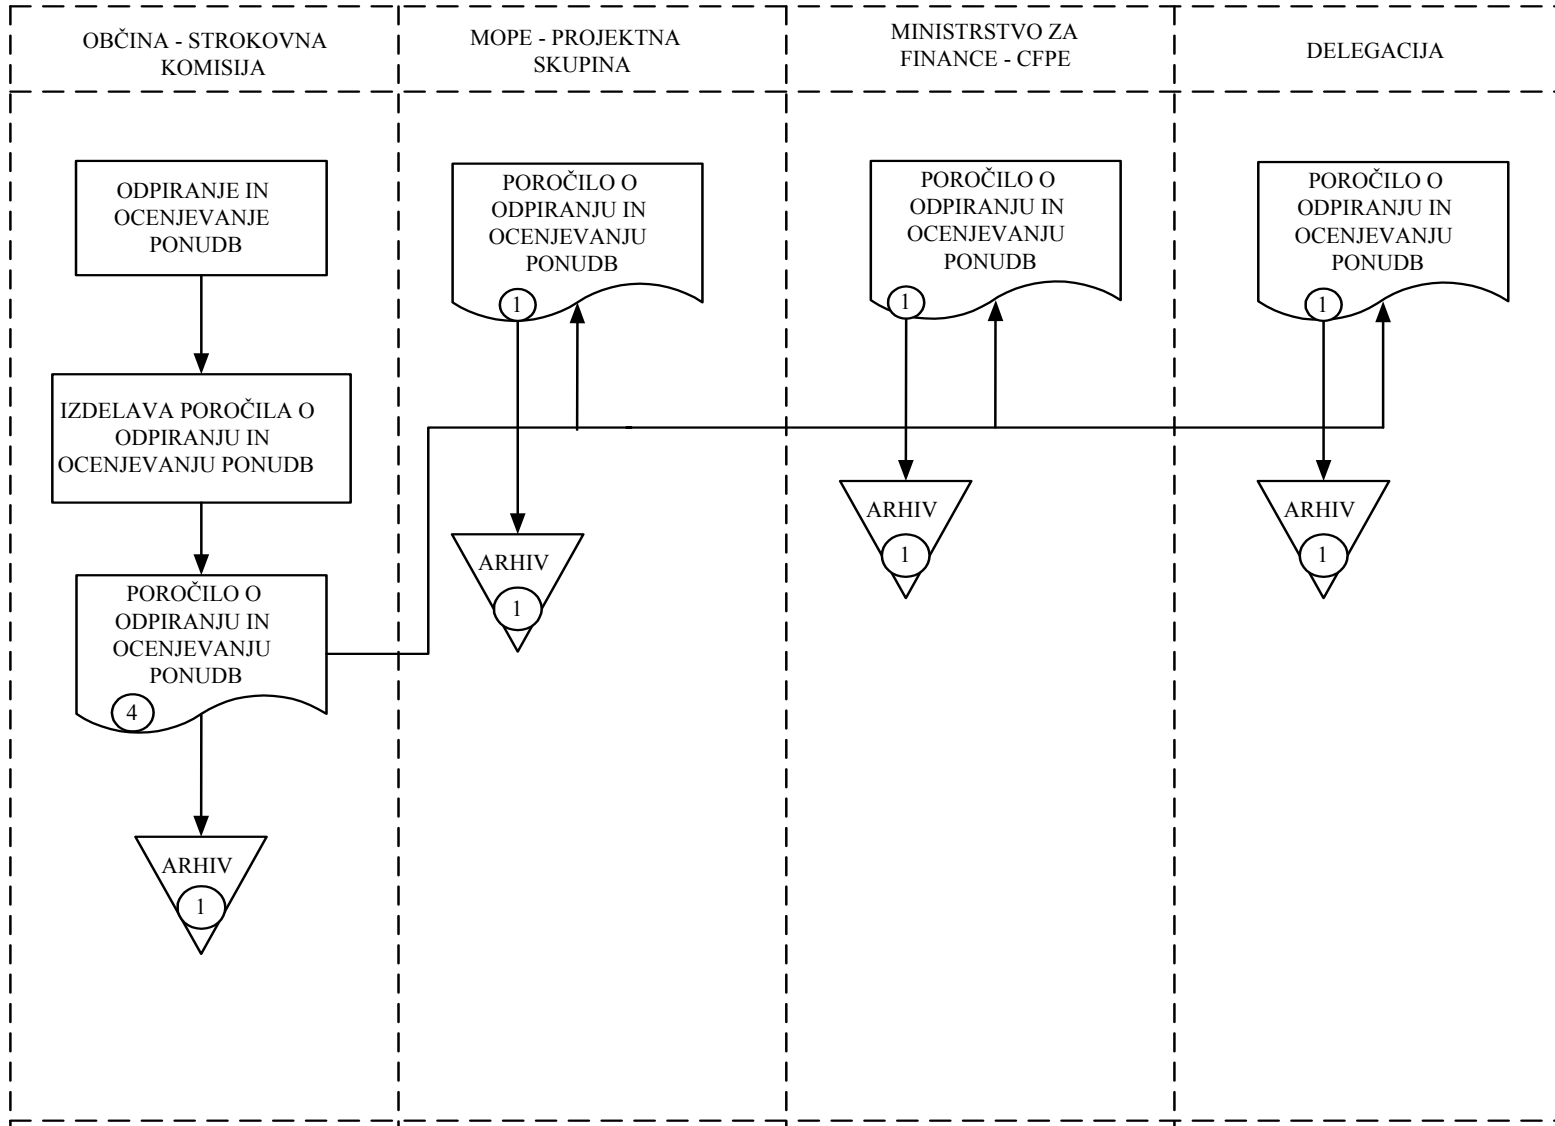 OBČINA - STROKOVNA
KOMISIJA
MOPE - PROJEKTNA
SKUPINA
MINISTRSTVO ZA
FINANCE - CFPE
DELEGACIJA
ODPIRANJE IN
OCENJEVANJE
PONUDB
IZDELAVA POROČILA O
ODPIRANJU IN
OCENJEVANJU PONUDB
POROČILO O
ODPIRANJU IN
OCENJEVANJU
PONUDB
4
ARHIV
1
POROČILO O
ODPIRANJU IN
OCENJEVANJU
PONUDB
1
ARHIV
1
POROČILO O
ODPIRANJU IN
OCENJEVANJU
PONUDB
1
ARHIV
1
POROČILO O
ODPIRANJU IN
OCENJEVANJU
PONUDB
1
ARHIV
1